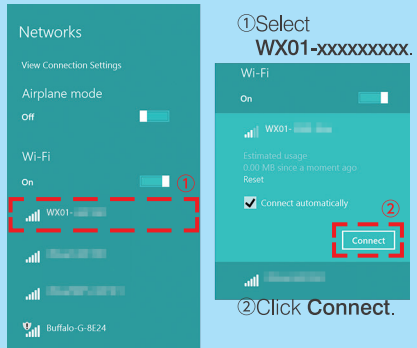 Networks
View Connection Settings
Airplane mode
Off
Wi-Fi
On
①
WX01-
Buffalo-G-8E24
①Select
WX01-xxxxxxxxx.
Wi-Fi
On
WX01-
Estimated usage
0.00 MB since a moment ago
Reset
Connect automatically
②
Connect
②Click Connect.